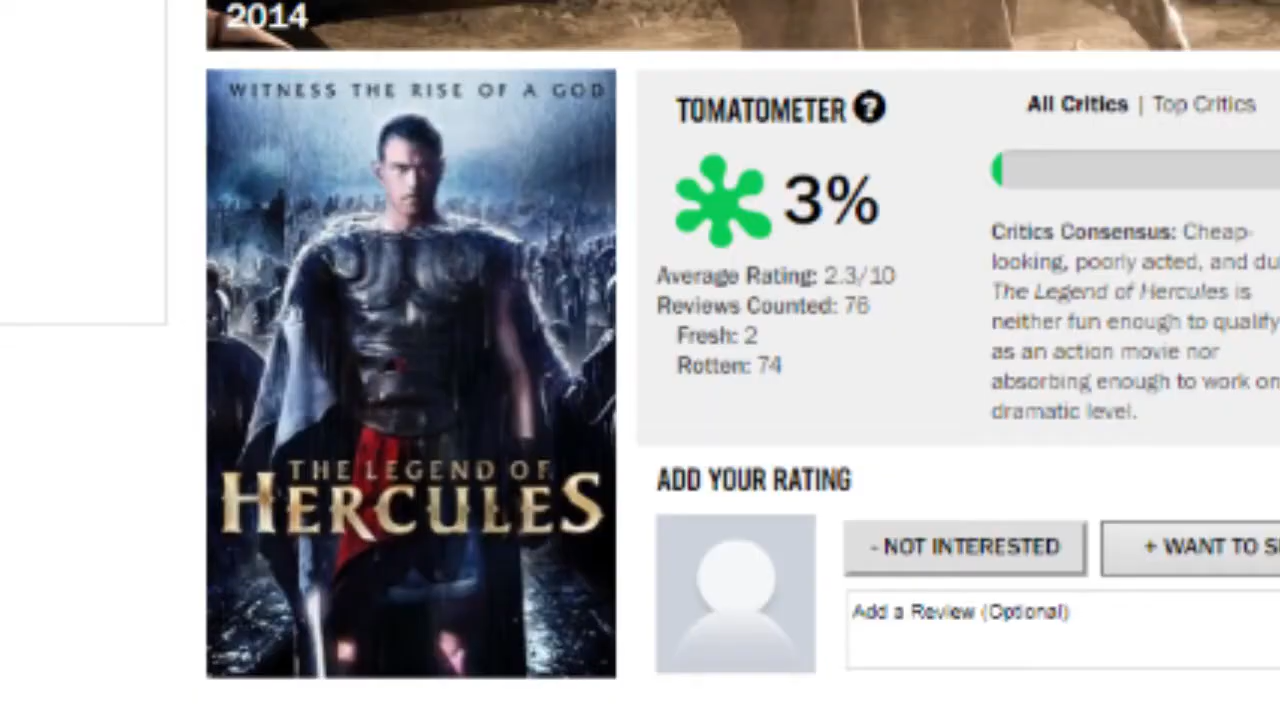 2014
WITNESS THE RISE OF A GOD
THE LEGEND OF
HERCULES
TOMATOMETER ?
3%
Average Rating: 2.3/10
Reviews Counted: 76
Fresh: 2
Rotten: 74
All Critics | Top Critics
Critics Consensus: Cheap-
looking, poorly acted, and
The Legend of Hercules is
neither fun enough to qualify
as an action movie nor
absorbing enough to work on
dramatic level.
ADD YOUR RATING
- NOT INTERESTED
+ WANT TO
Add a Review (Optional)